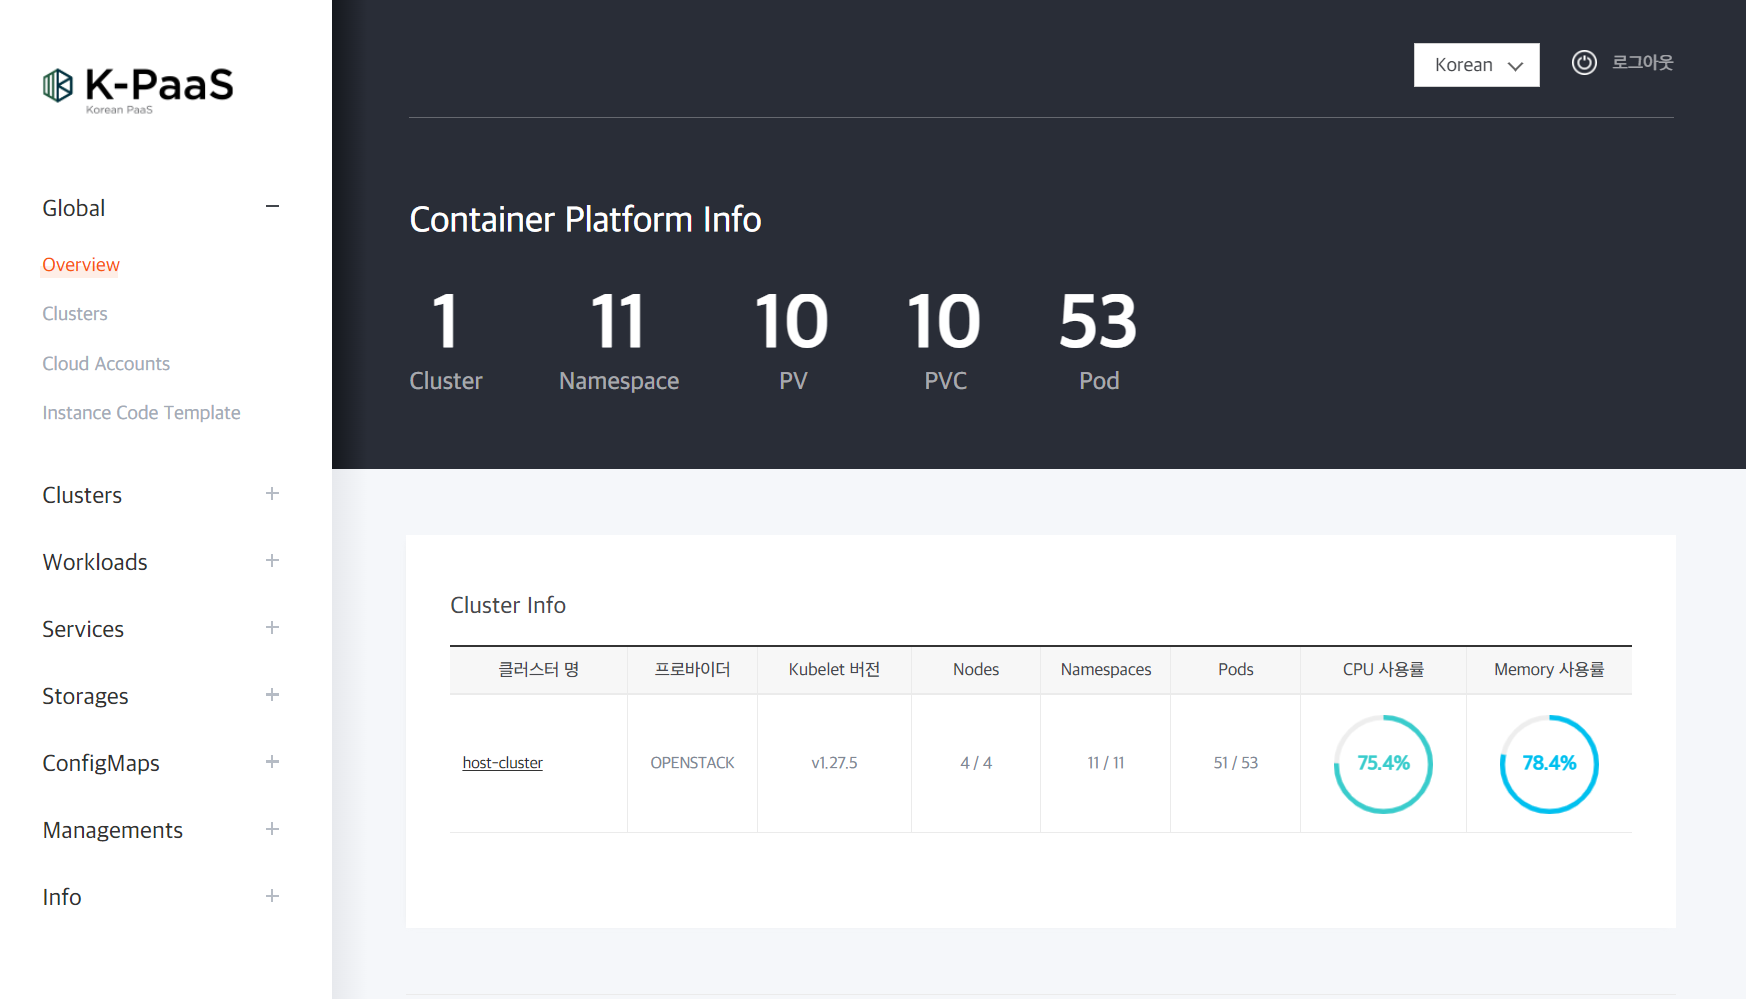 K-PaaS
Korean PaaS
Global
Overview
Clusters
Cloud Accounts
Instance Code Template
Clusters
Workloads
Services
Storages
ConfigMaps
Managements
Info
Korean
로그아웃
Container Platform Info
1 11 10 10 53
Cluster Namespace PV PVC Pod
Cluster Info
클러스터 명 프로바이더 Kubelet 버전 Nodes Namespaces Pods CPU 사용률 Memory 사용률
host-cluster OPENSTACK v1.27.5 4 / 4 11 / 11 51 / 53 75.4% 78.4%